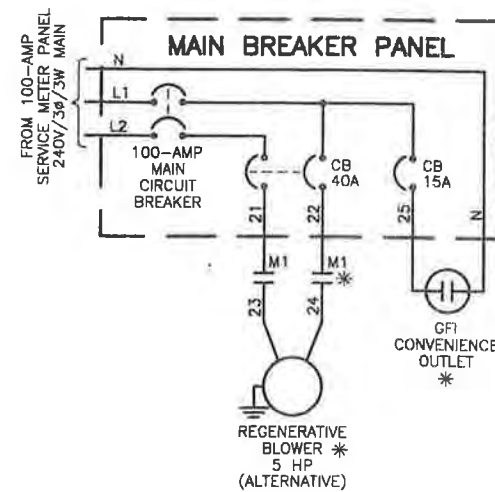 MAIN BREAKER PANEL
FROM 100-AMP
SERVICE METER PANEL
240V/3ø/3W MAIN
N
L1
L2
100-AMP
MAIN
CIRCUIT
BREAKER
CB
40A
CB
15A
21
22
25
N
M1
M1
*
23
24
GFI
CONVENIENCE
OUTLET
*
REGENERATIVE
BLOWER *
5 HP
(ALTERNATIVE)